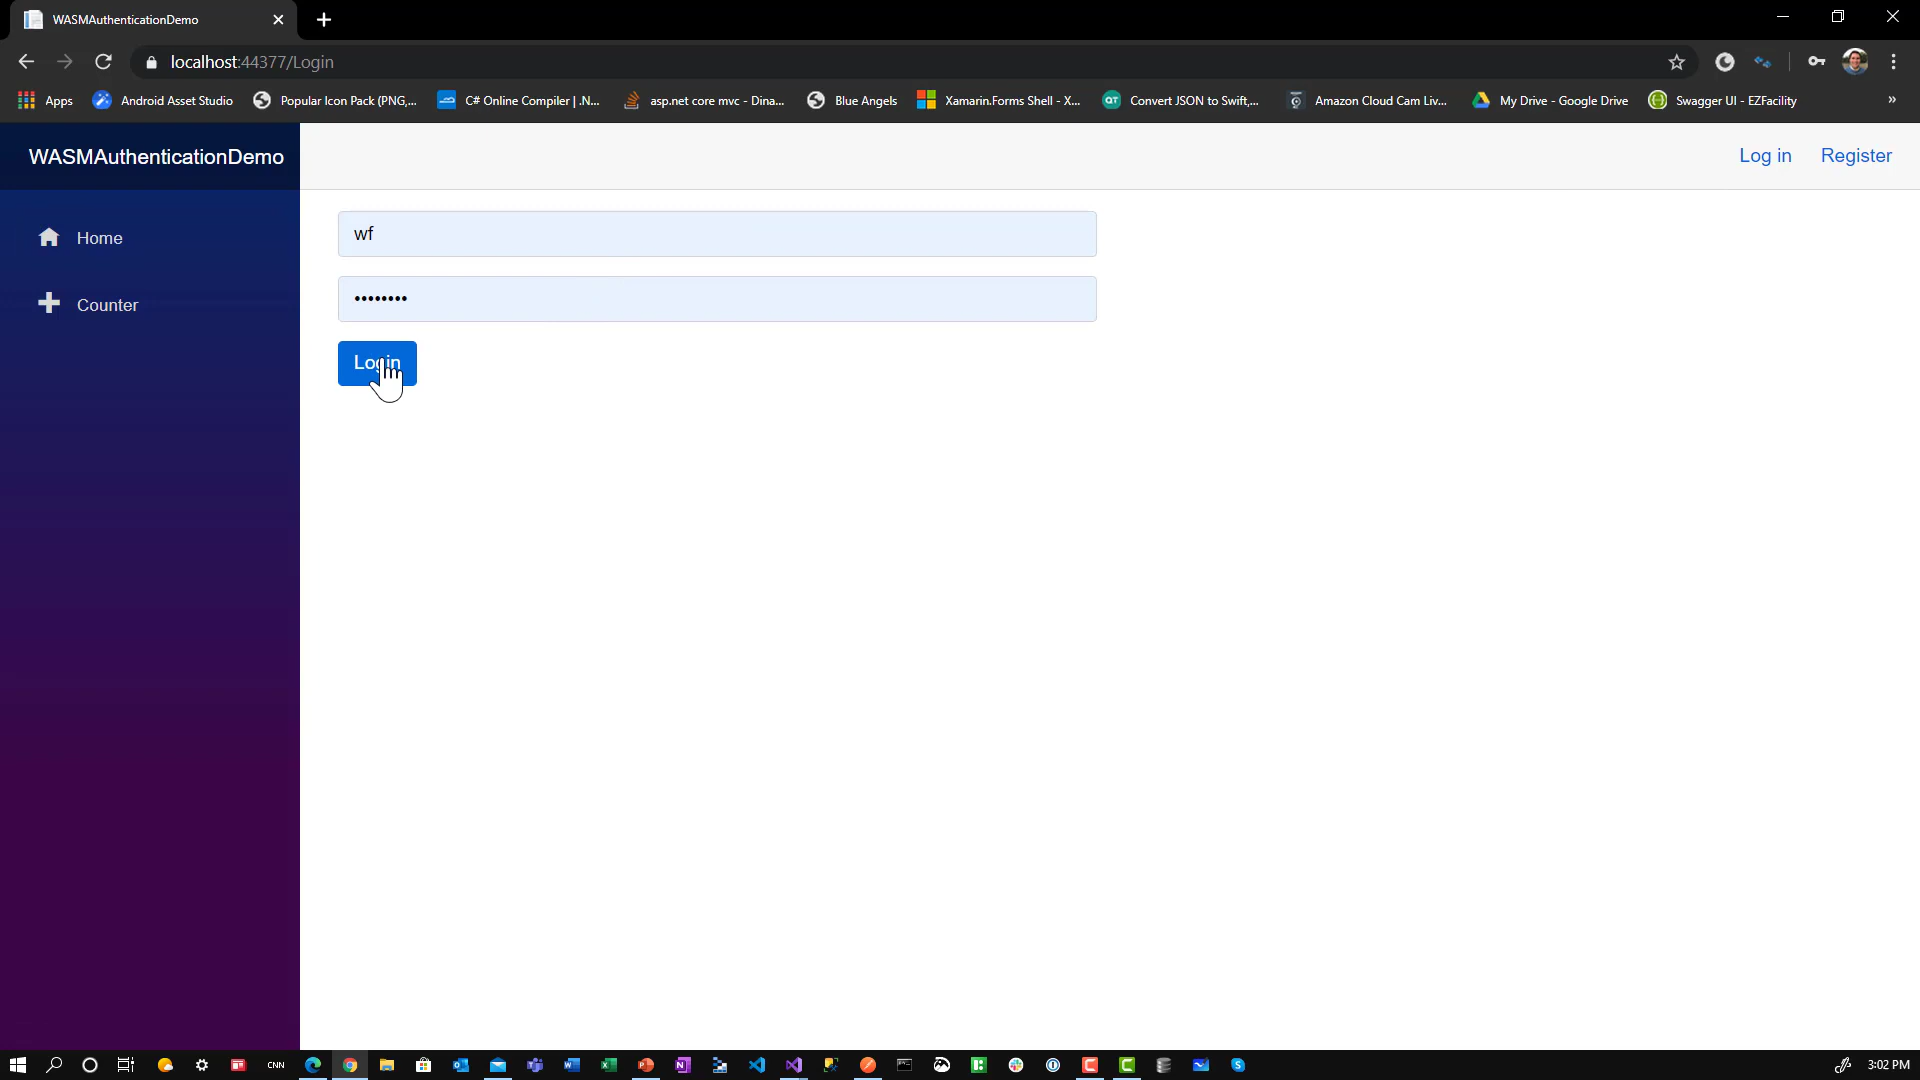 WASMAuthenticationDemo
localhost:44377/Login
Apps
Android Asset Studio
Popular Icon Pack (PNG,...
C# Online Compiler | .N...
asp.net core mvc - Dina...
Blue Angels
Xamarin.Forms Shell - X...
Convert JSON to Swift,...
Amazon Cloud Cam Liv...
My Drive - Google Drive
Swagger UI - EZFacility
»
WASMAuthenticationDemo
Log in
Register
Home
Counter
wf
••••••••
Login
CNN
3:02 PM